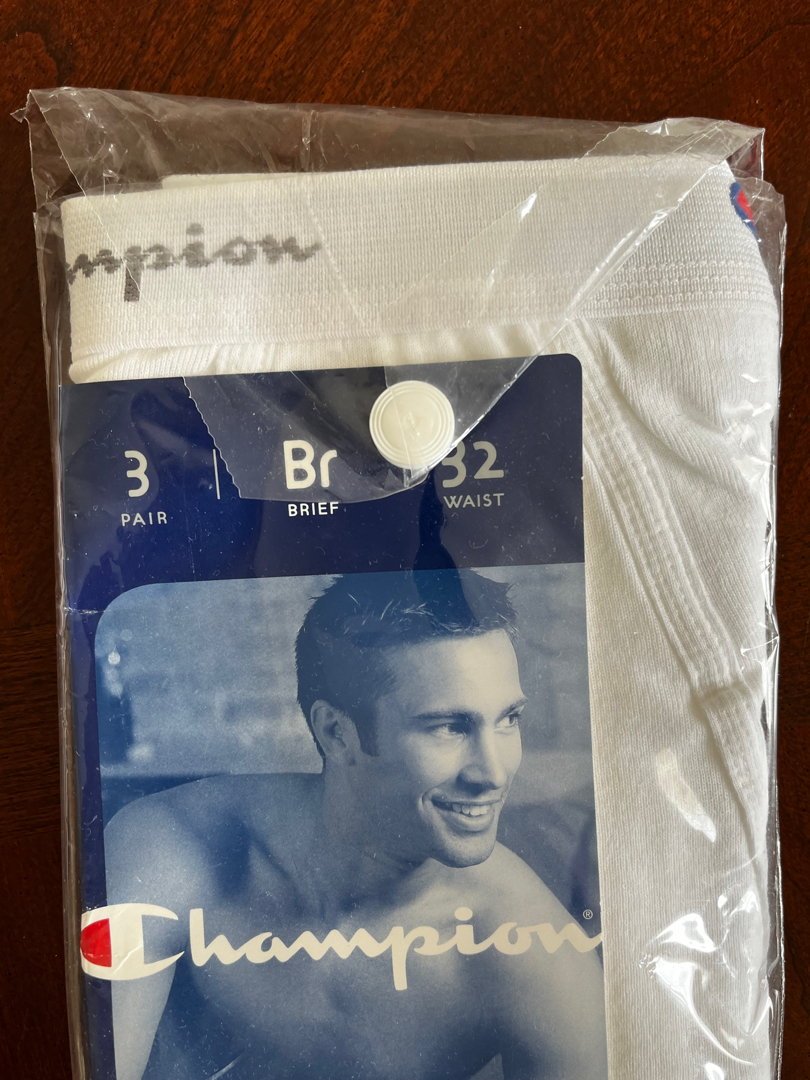 mpion
3 | Br 32
PAIR BRIEF WAIST
Champion®